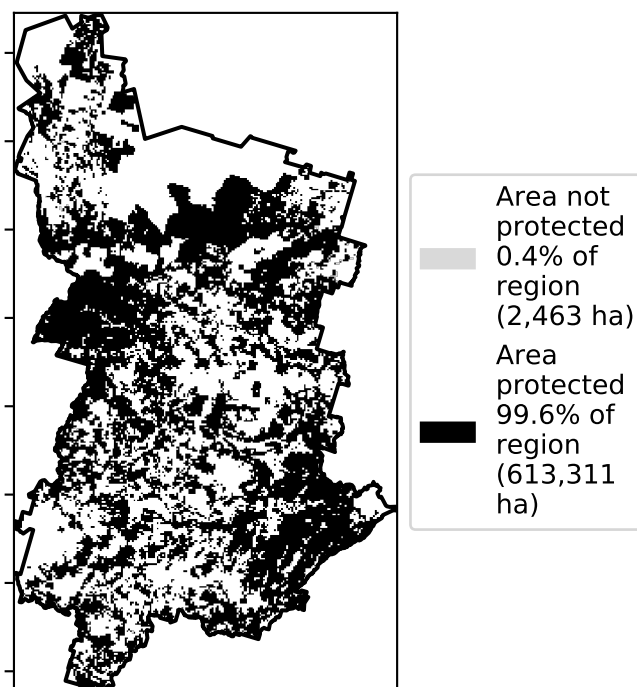 Area not
protected
0.4% of
region
(2,463 ha)
Area
protected
99.6% of
region
(613,311
ha)